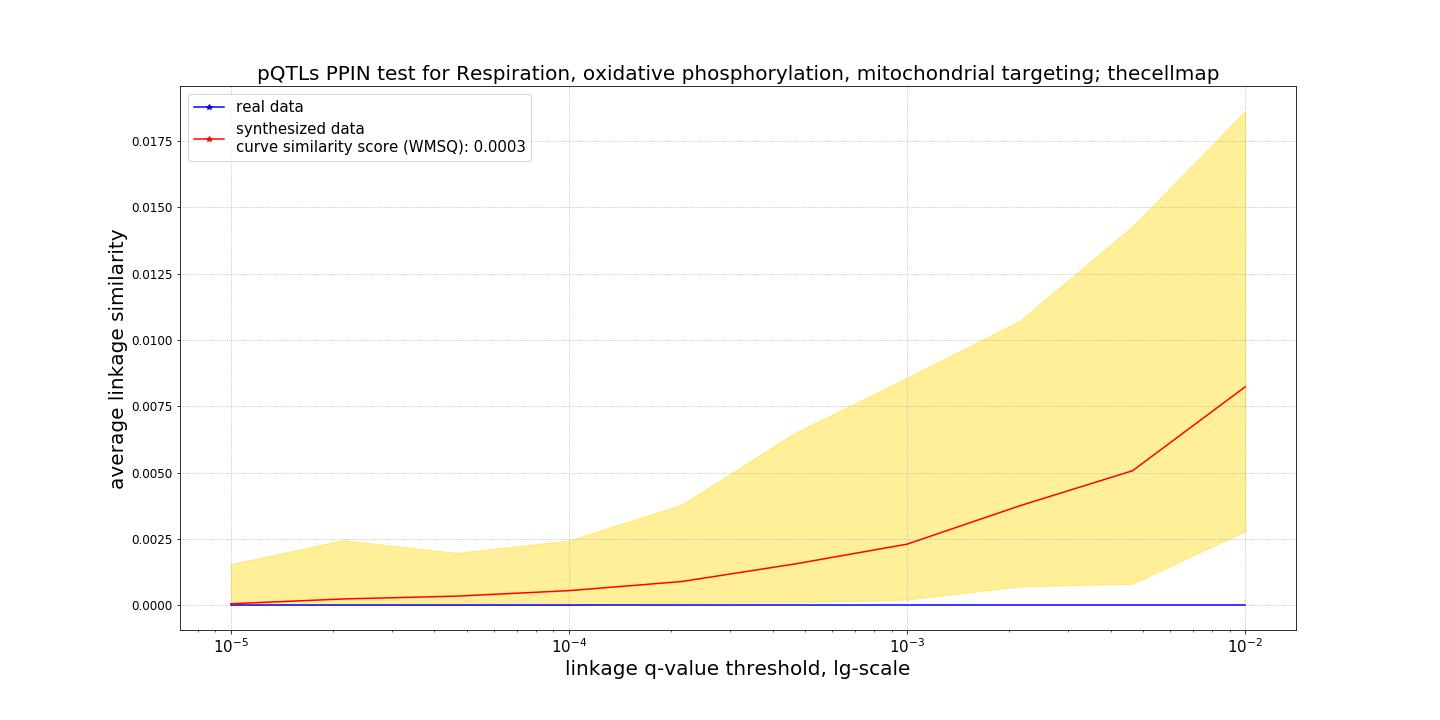 pQTLs PPIN test for Respiration, oxidative phosphorylation, mitochondrial targeting; thecellmap
real data
synthesized data
curve similarity score (WMSQ): 0.0003
average linkage similarity
0.0175
0.0150
0.0125
0.0100
0.0075
0.0050
0.0025
0.0000
10⁻⁵ 10⁻⁴ 10⁻³ 10⁻²
linkage q-value threshold, lg-scale